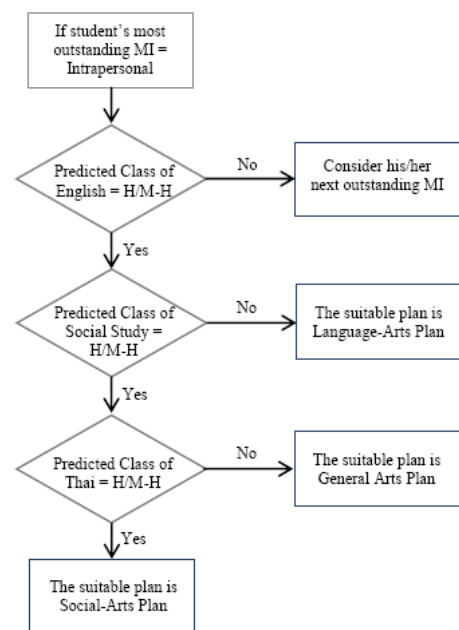 If student's most
outstanding MI =
Intrapersonal
Predicted Class of
English = H/M-H
No
Consider his/her
next outstanding MI
Yes
Predicted Class of
Social Study =
H/M-H
No
The suitable plan is
Language-Arts Plan
Yes
Predicted Class of
Thai = H/M-H
No
The suitable plan is
General Arts Plan
Yes
The suitable plan is
Social-Arts Plan